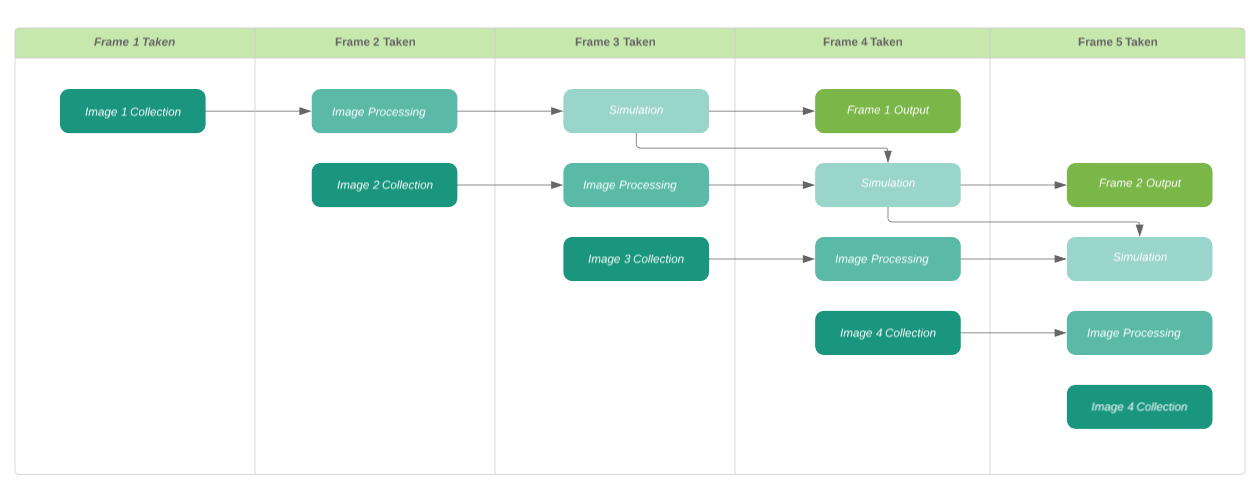 Frame 1 Taken
Frame 2 Taken
Frame 3 Taken
Frame 4 Taken
Frame 5 Taken
Image 1 Collection
Image Processing
Simulation
Frame 1 Output
Image 2 Collection
Image Processing
Simulation
Frame 2 Output
Image 3 Collection
Image Processing
Simulation
Image 4 Collection
Image Processing
Image 4 Collection